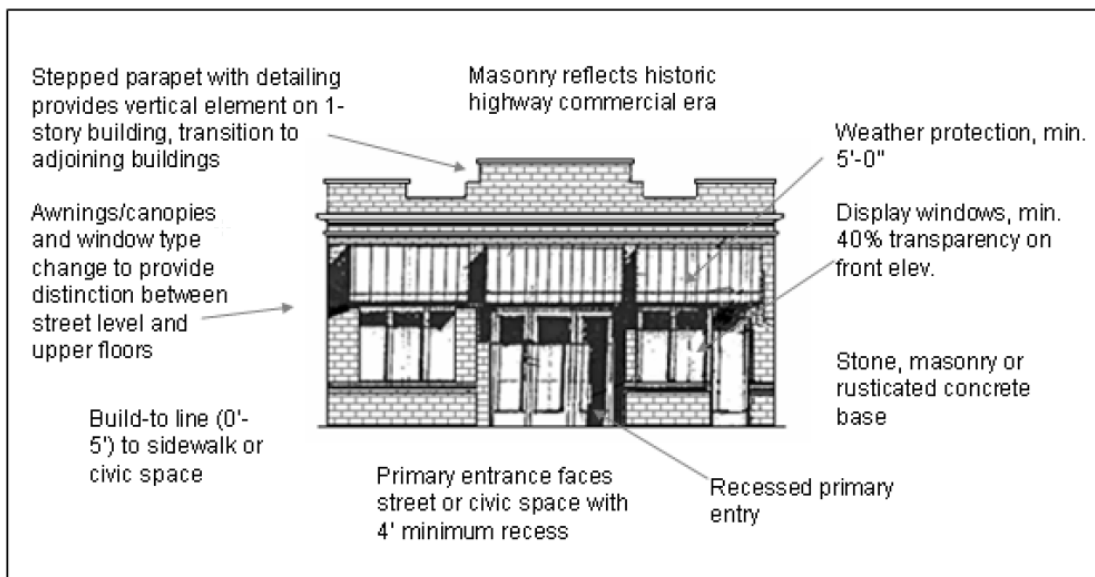 Stepped parapet with detailing
provides vertical element on 1-
story building, transition to
adjoining buildings
Masonry reflects historic
highway commercial era
Weather protection, min.
5'-0"
Awnings/canopies
and window type
change to provide
distinction between
street level and
upper floors
Display windows, min.
40% transparency on
front elev.
Stone, masonry or
rusticated concrete
base
Build-to line (0'-
5') to sidewalk or
civic space
Primary entrance faces
street or civic space with
4' minimum recess
Recessed primary
entry